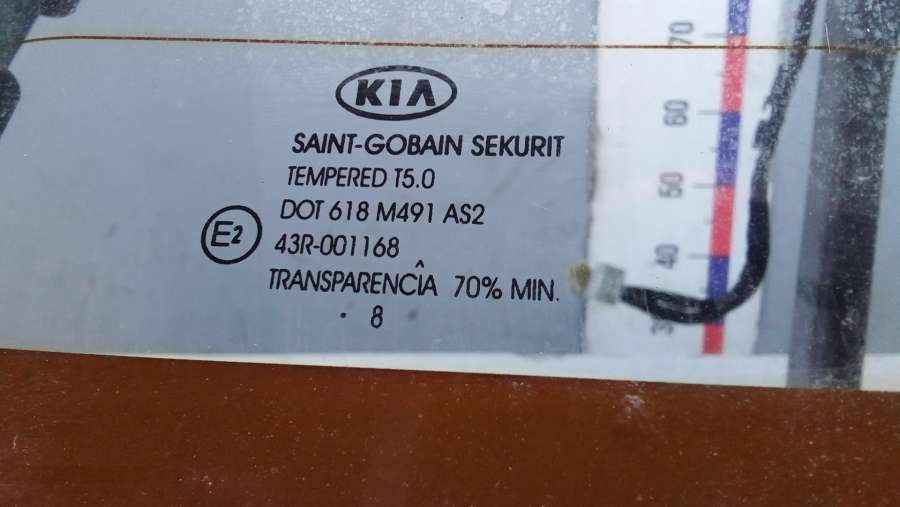 KIA
SAINT-GOBAIN SEKURIT
TEMPERED T5.0
DOT 618 M491 AS2
E2
43R-001168
TRANSPARENCÎA 70% MIN.
. 8
70
60
50
40